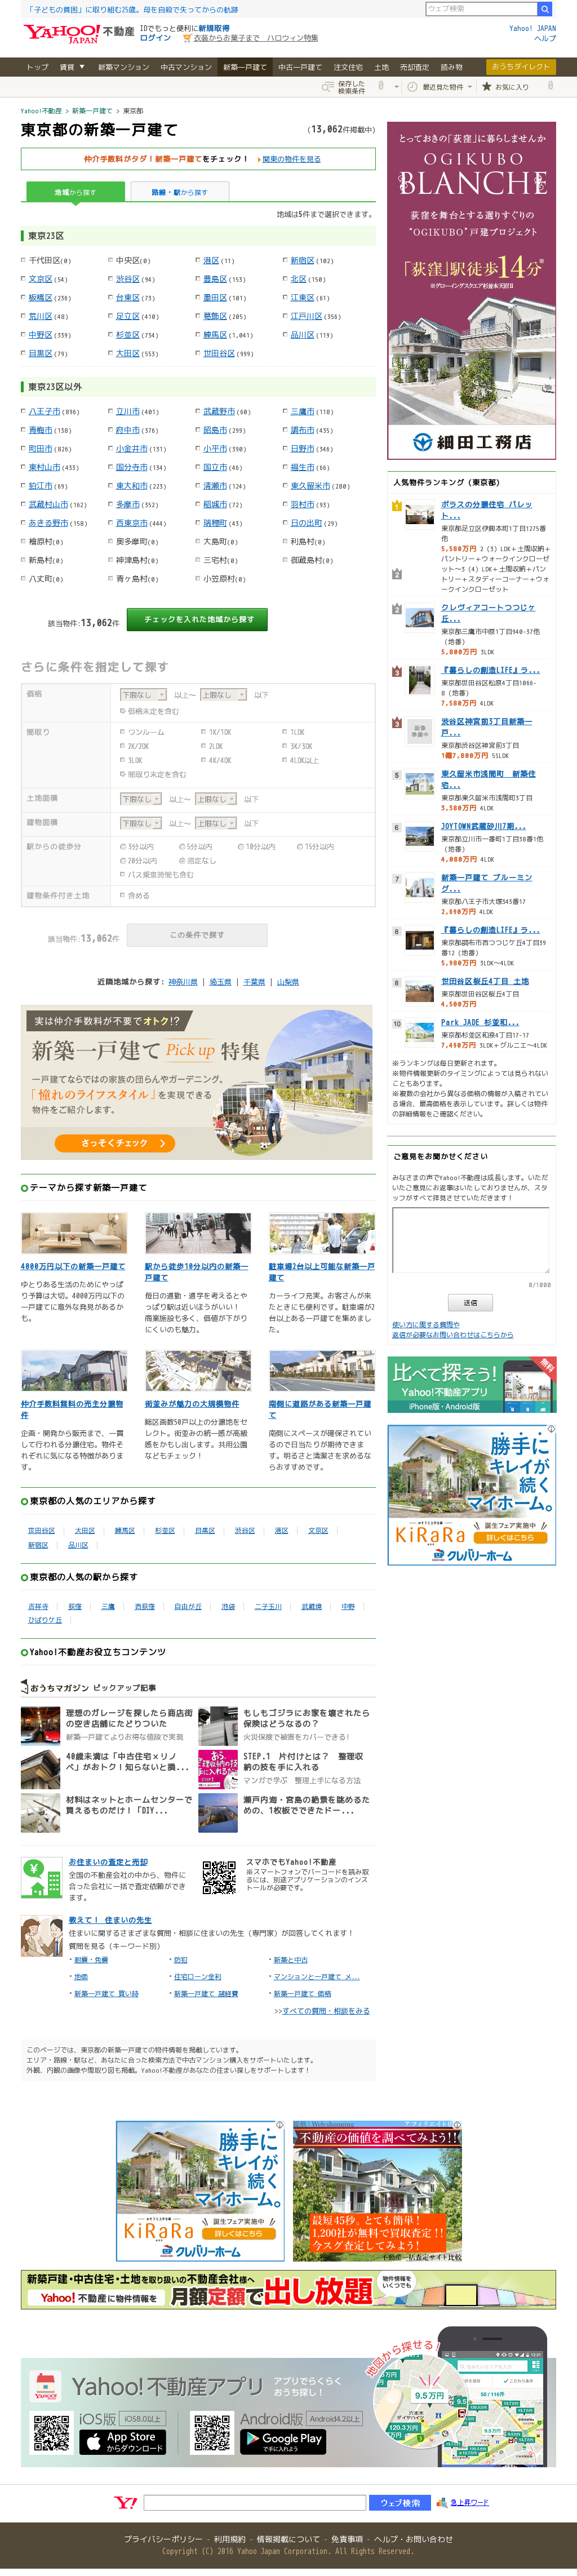 「子どもの貧困」に取り組む25歳。母を自殺で失ってからの軌跡
ウェブ検索
YAHOO!不動産 JAPAN
IDでもっと便利に新規取得
ログイン
衣装からお菓子まで　ハロウィン特集
Yahoo! JAPAN
ヘルプ
トップ 賃貸 ▼ 新築マンション 中古マンション 新築一戸建て 中古一戸建て 注文住宅 土地 売却査定 読み物 おうちダイレクト
保存した検索条件 0 最近見た物件 お気に入り 0
Yahoo!不動産 > 新築一戸建て > 東京都
東京都の新築一戸建て
(13,062件掲載中)
仲介手数料がタダ！新築一戸建てをチェック！ 関東の物件を見る
地域から探す 路線・駅から探す
地域は5件まで選択できます。
東京23区
千代田区(0) 中央区(0) 港区(11) 新宿区(102)
文京区(54) 渋谷区(94) 豊島区(153) 北区(150)
板橋区(236) 台東区(73) 墨田区(101) 江東区(61)
荒川区(48) 足立区(410) 葛飾区(205) 江戸川区(356)
中野区(339) 杉並区(734) 練馬区(1,041) 品川区(119)
目黒区(79) 大田区(553) 世田谷区(999)
東京23区以外
八王子市(896) 立川市(401) 武蔵野市(60) 三鷹市(118)
青梅市(138) 府中市(376) 昭島市(299) 調布市(435)
町田市(826) 小金井市(131) 小平市(390) 日野市(346)
東村山市(433) 国分寺市(134) 国立市(46) 福生市(66)
狛江市(69) 東大和市(223) 清瀬市(124) 東久留米市(280)
武蔵村山市(162) 多摩市(352) 稲城市(72) 羽村市(93)
あきる野市(158) 西東京市(444) 瑞穂町(43) 日の出町(29)
檜原村(0) 奥多摩町(0) 大島町(0) 利島村(0)
新島村(0) 神津島村(0) 三宅村(0) 御蔵島村(0)
八丈町(0) 青ヶ島村(0) 小笠原村(0)
該当物件:13,062件 チェックを入れた地域から探す
さらに条件を指定して探す
価格 下限なし 以上～ 上限なし 以下
価格未定を含む
間取り ワンルーム 1K/1DK 1LDK
2K/2DK 2LDK 3K/3DK
3LDK 4K/4DK 4LDK以上
間取り未定を含む
土地面積 下限なし 以上～ 上限なし 以下
建物面積 下限なし 以上～ 上限なし 以下
駅からの徒歩分 3分以内 5分以内 10分以内 15分以内
20分以内 指定なし
バス乗車時間も含む
建物条件付き土地 含める
該当物件:13,062件 この条件で探す
近隣地域から探す: 神奈川県 | 埼玉県 | 千葉県 | 山梨県
実は仲介手数料が不要でオトク!?
新築一戸建て Pick up 特集
一戸建てならではの家族の団らんやガーデニング。
「憧れのライフスタイル」を実現できる
物件をご紹介します。
さっそくチェック
テーマから探す新築一戸建て
4000万円以下の新築一戸建て
ゆとりある生活のためにやっぱり予算は大切。4000万円以下の一戸建てに意外な発見があるかも。
駅から徒歩10分以内の新築一戸建て
毎日の通勤・通学を考えるとやっぱり駅は近いほうがいい！商業施設も多く、価値が下がりにくいのも魅力。
駐車場2台以上可能な新築一戸建て
カーライフ充実。お客さんが来たときにも便利です。駐車場が2台以上ある一戸建てを集めました。
仲介手数料無料の売主分譲物件
企画・開発から販売まで、一貫して行われる分譲住宅。物件それぞれに気になる特徴があります。
街並みが魅力の大規模物件
総区画数50戸以上の分譲地をセレクト。街並みの統一感が高級感をかもし出します。共用公園などもチェック！
南側に道路がある新築一戸建て
南側にスペースが確保されているので日当たりが期待できます。明るさと清潔さを求めるならおすすめです。
東京都の人気のエリアから探す
世田谷区 大田区 練馬区 杉並区 目黒区 渋谷区 港区 文京区
新宿区 品川区
東京都の人気の駅から探す
吉祥寺 荻窪 三鷹 西荻窪 自由が丘 池袋 二子玉川 武蔵境 中野
ひばりケ丘
Yahoo!不動産お役立ちコンテンツ
おうちマガジン ピックアップ記事
理想のガレージを探したら商店街の空き店舗にたどりついた
新築一戸建てよりお得な値段で実現
もしもゴジラにお家を壊されたら保険はどうなるの？
火災保険で被害をカバーできる！
40歳未満は「中古住宅×リノベ」がおトク！知らないと損...
STEP.1　片付けとは？　整理収納の技を手に入れる
マンガで学ぶ　整理上手になる方法
材料はネットとホームセンターで買えるものだけ！「DIY...
瀬戸内海・宮島の絶景を眺めるための、1枚板でできたドー...
お住まいの査定と売却
全国の不動産会社の中から、物件に合った会社に一括で査定依頼ができます。
スマホでもYahoo!不動産
※スマートフォンでバーコードを読み取るには、別途アプリケーションのインストールが必要です。
教えて！ 住まいの先生
住まいに関するさまざまな質問・相談に住まいの先生(専門家)が回答してくれます！
質問を見る(キーワード別)
耐震・免震 防犯 新築と中古
地価 住宅ローン金利 マンションと一戸建て メ...
新築一戸建て 買い時 新築一戸建て 諸経費 新築一戸建て 価格
>>すべての質問・相談をみる
このページでは、東京都の新築一戸建ての物件情報を掲載しています。
エリア・路線・駅など、あなたに合った検索方法で中古マンション購入をサポートいたします。
外観、内観の画像や間取り図も掲載。Yahoo!不動産があなたの住まい探しをサポートします！
とっておきの荻窪に暮らしませんか
OGIKUBO
BLANCHE
荻窪を舞台とする選りすぐりの
“OGIKUBO”戸建プロジェクト
「荻窪」駅徒歩14分※
※グローイングスクエア杉並本天沼II
細田工務店
人気物件ランキング（東京都）
1 ポラスの分譲住宅 パレット...
東京都足立区伊興本町1丁目1275番他
5,580万円 2（3）LDK＋土間収納＋パントリー＋ウォークインクローゼット～3（4）LDK＋土間収納＋パントリー＋スタディーコーナー＋ウォークインクローゼット
2
2 クレヴィアコートつつじヶ丘...
東京都三鷹市中原1丁目940-37他（地番）
5,800万円 3LDK
3 『暮らしの創造LIFE』ラ...
東京都世田谷区松原4丁目1066-8（地番）
7,580万円 4LDK
3 渋谷区神宮前3丁目新築一戸...
画像準備中
東京都渋谷区神宮前3丁目
1億7,800万円 5SLDK
5 東久留米市浅間町　新築住宅...
東京都東久留米市浅間町3丁目
3,380万円 4LDK
6 JOYTOWN武蔵砂川7期...
東京都立川市一番町1丁目38番1他（地番）
4,080万円 4LDK
7 新築一戸建て ブルーミング...
東京都八王子市大塚343番17
2,690万円 4LDK
8 『暮らしの創造LIFE』ラ...
東京都調布市西つつじケ丘4丁目39番12（地番）
5,980万円 3LDK～4LDK
8 世田谷区桜丘4丁目 土地
東京都世田谷区桜丘4丁目
4,500万円
10 Park JADE 杉並和...
東京都杉並区和泉4丁目17-17
7,490万円 3LDK＋グルニエ～4LDK
※ランキングは毎日更新されます。
※物件情報更新のタイミングによっては見られないこともあります。
※複数の会社から異なる価格の情報が入稿されている場合、最高価格を表示しています。詳しくは物件の詳細情報をご確認ください。
ご意見をお聞かせください
みなさまの声でYahoo!不動産は成長します。いただいたご意見にお返事はいたしておりませんが、スタッフがすべて拝見させていただきます！
0/1000
送信
使い方に関する質問や
返信が必要なお問い合わせはこちらから
無料
比べて探そう！
Yahoo!不動産アプリ
iPhone版・Android版
勝手にキレイが続くマイホーム。
KiRaRa 誕生フェア実施中 詳しくはこちら
クレバリーホーム
勝手にキレイが続くマイホーム。
KiRaRa 誕生フェア実施中 詳しくはこちら
クレバリーホーム
提供：Web shopping
不動産の価値を調べてみよう!!
最短45秒。とても簡単！
1,200社が無料で買取査定！！
今スグ査定してみよう！
不動産一括査定サイト比較
新築戸建・中古住宅・土地を取り扱いの不動産会社様へ
Yahoo!不動産に物件情報を 月額定額で出し放題
物件情報をいくつでも
Yahoo!不動産アプリ アプリでらくらくおうち探し！
地図から探せる！
iOS版 iOS8.0以上
App Storeからダウンロード
Android版 Android4.2以上
Google Play で手に入れよう
9.5万円
Y! ウェブ検索 急上昇ワード
プライバシーポリシー - 利用規約 - 情報掲載について - 免責事項 - ヘルプ・お問い合わせ
Copyright (C) 2016 Yahoo Japan Corporation. All Rights Reserved.